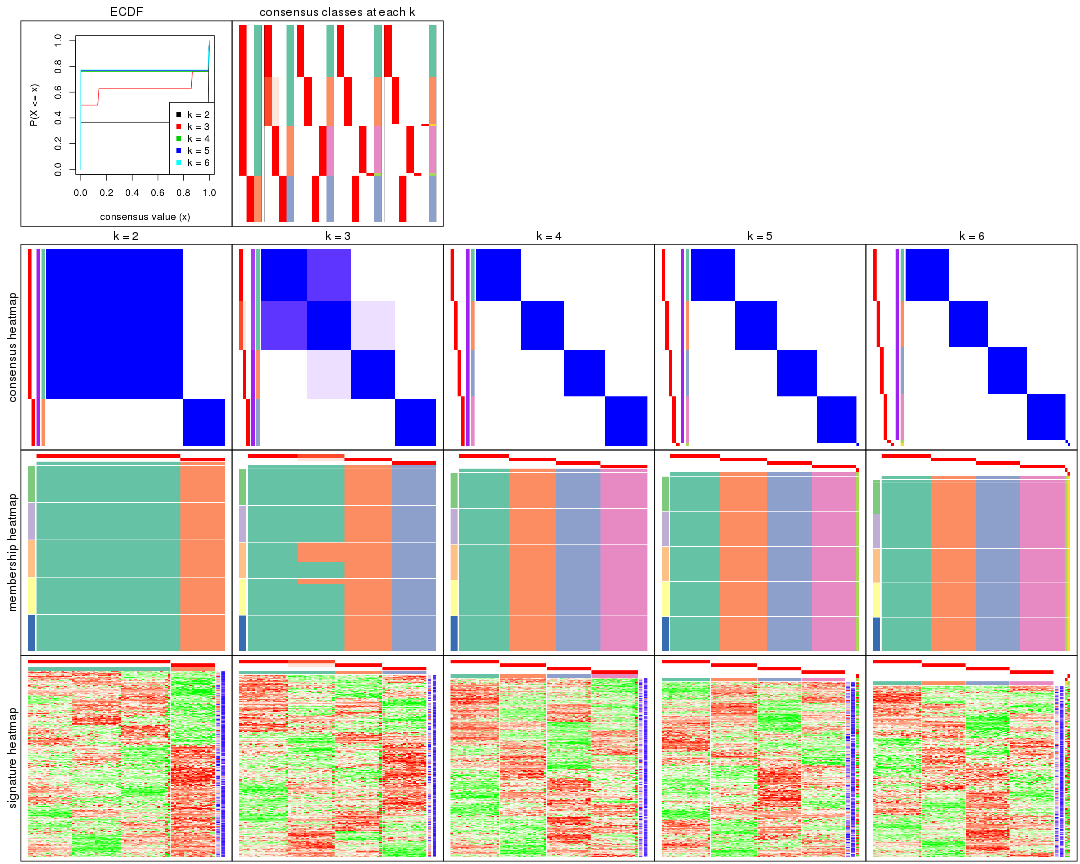 ECDF
consensus classes at each k
P(X <= x)
1.0
0.8
0.6
0.4
0.2
0.0
k = 2
k = 3
k = 4
k = 5
k = 6
0.0 0.2 0.4 0.6 0.8 1.0
consensus value (x)
k = 2
k = 3
k = 4
k = 5
k = 6
consensus heatmap
membership heatmap
signature heatmap